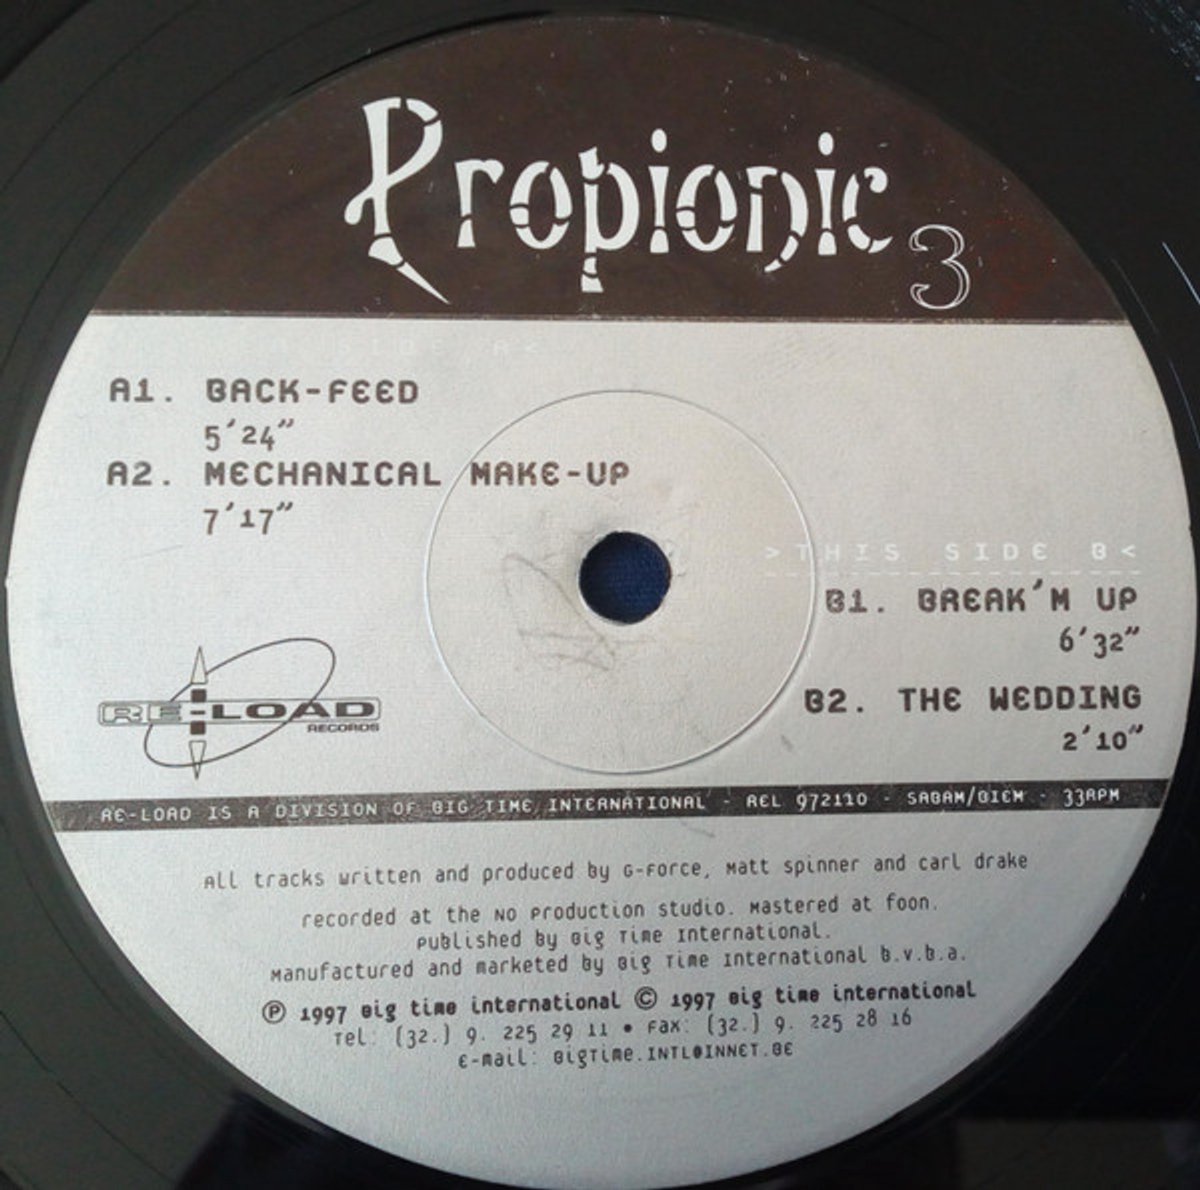 Propionic 3
A1. BACK-FEED
5'24"
A2. MECHANICAL MAKE-UP
7'17"
>THIS SIDE B<
B1. BREAK'M UP
6'32"
B2. THE WEDDING
2'10"
RE-LOAD
RECORDS
RE-LOAD IS A DIVISION OF BIG TIME INTERNATIONAL - REL 972110 - SABAM/BIEM - 33RPM
All tracks written and produced by G-Force, Matt Spinner and Carl Drake
recorded at the NO Production studio. Mastered at Foon.
Published by Big Time International.
Manufactured and marketed by Big Time International b.v.b.a.
℗ 1997 Big time international © 1997 Big time international
Tel: (32.) 9. 225 29 11 • Fax: (32.) 9. 225 28 16
E-mail: BigTime.INTL@INNET.BE